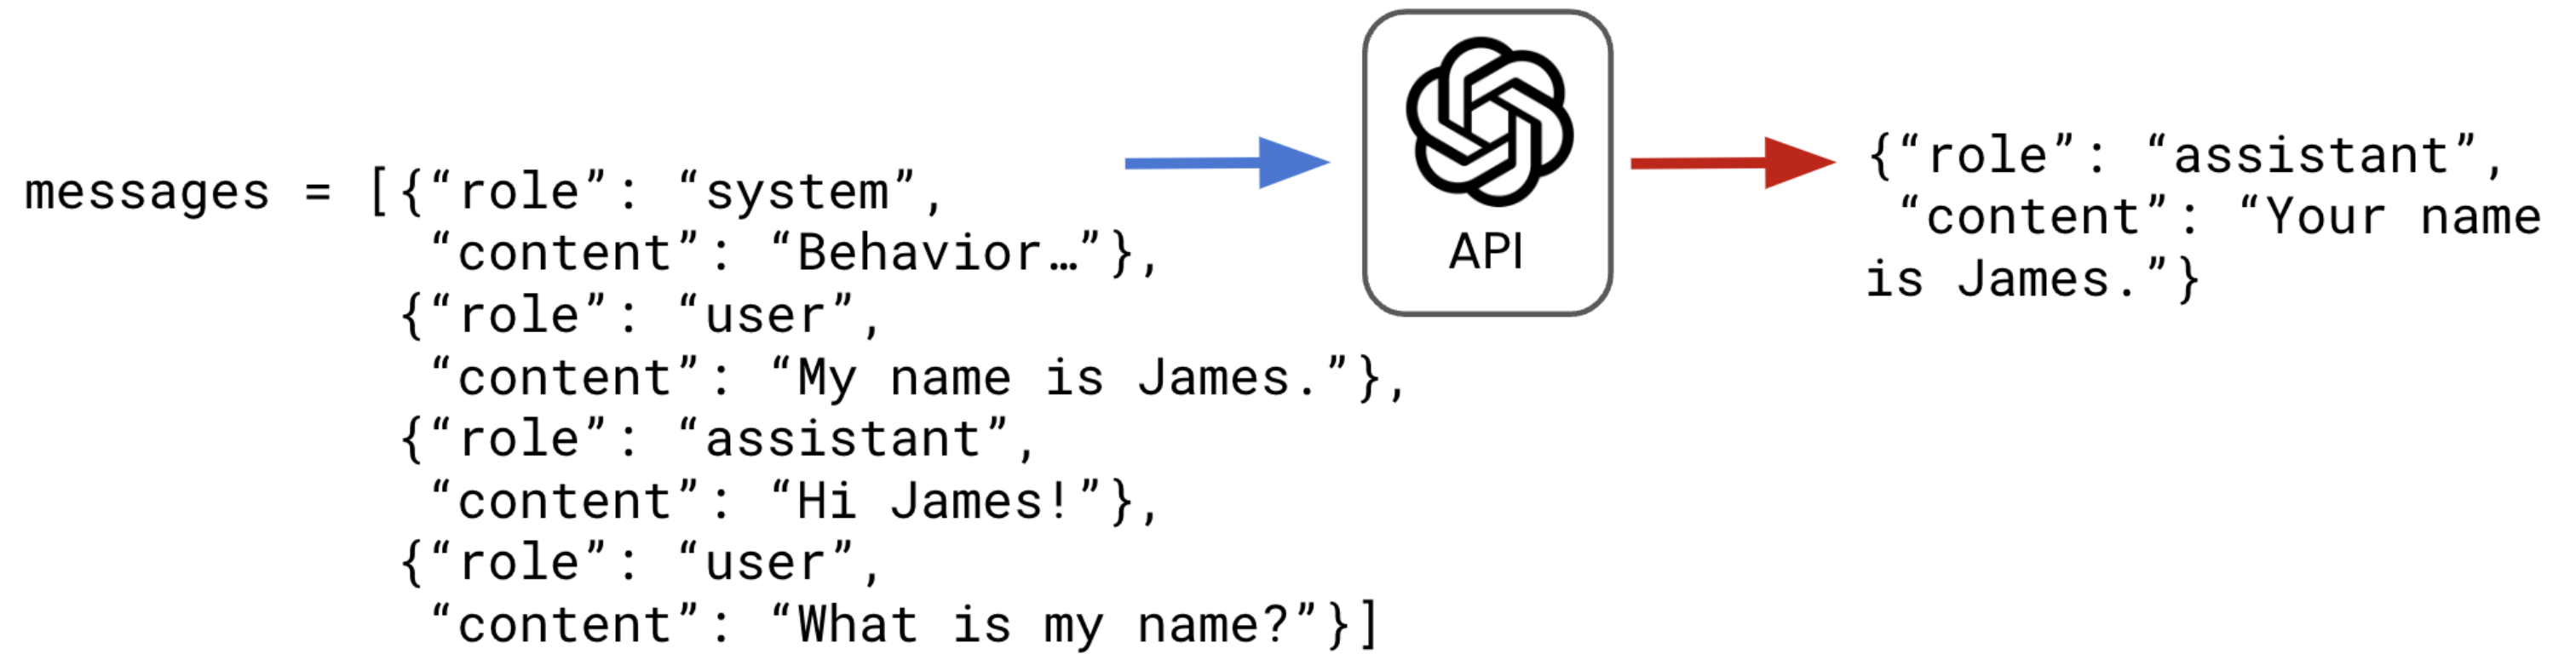 messages = [{“role”: “system”,
“content”: “Behavior…”},
{“role”: “user”,
“content”: “My name is James.”},
{“role”: “assistant”,
“content”: “Hi James!”},
{“role”: “user”,
“content”: “What is my name?”}]
API
{“role”: “assistant”,
“content”: “Your name
is James.”}